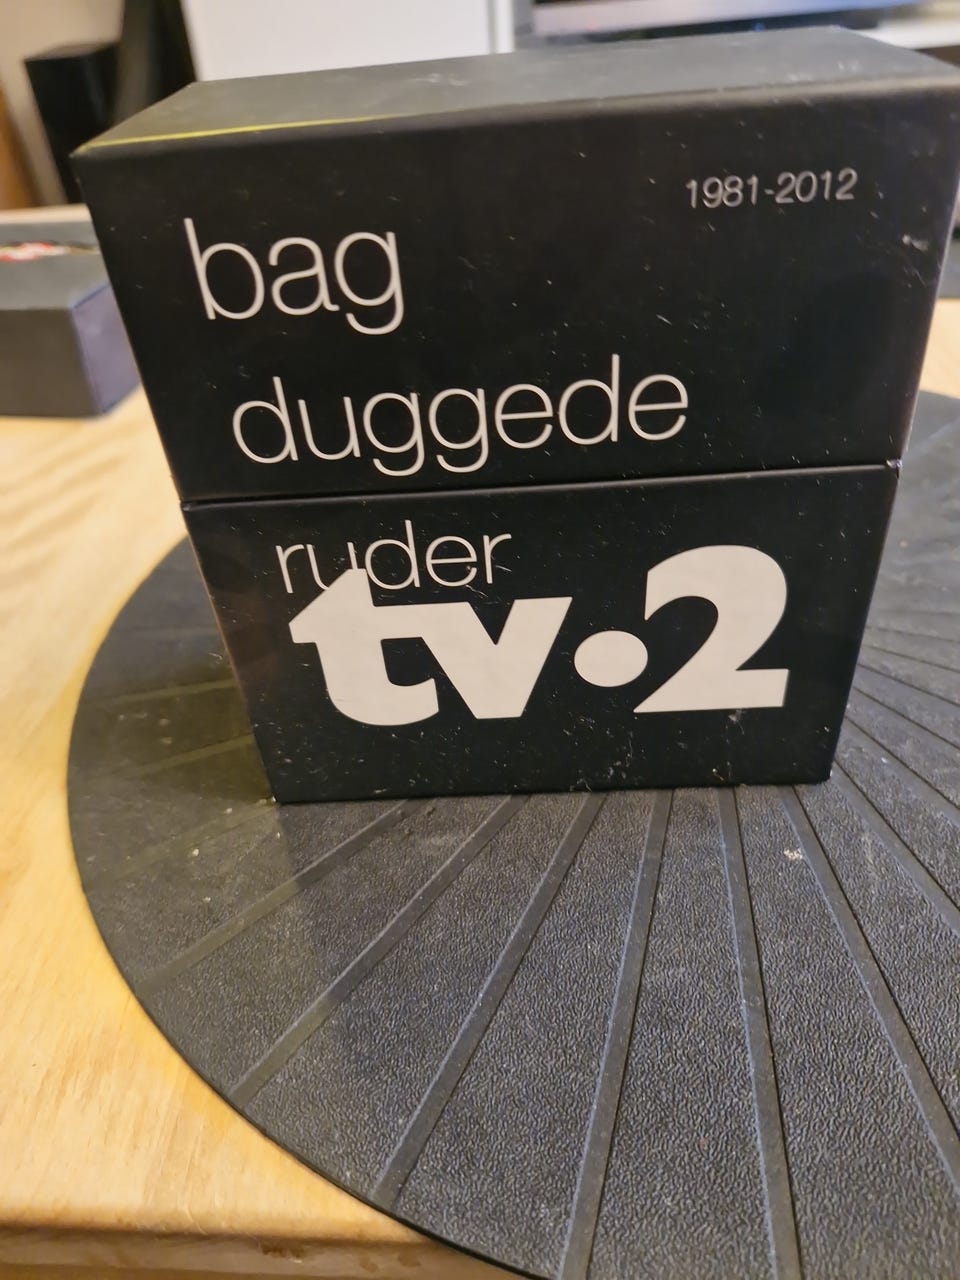 1981-2012
bag
duggede
ruder
tv·2